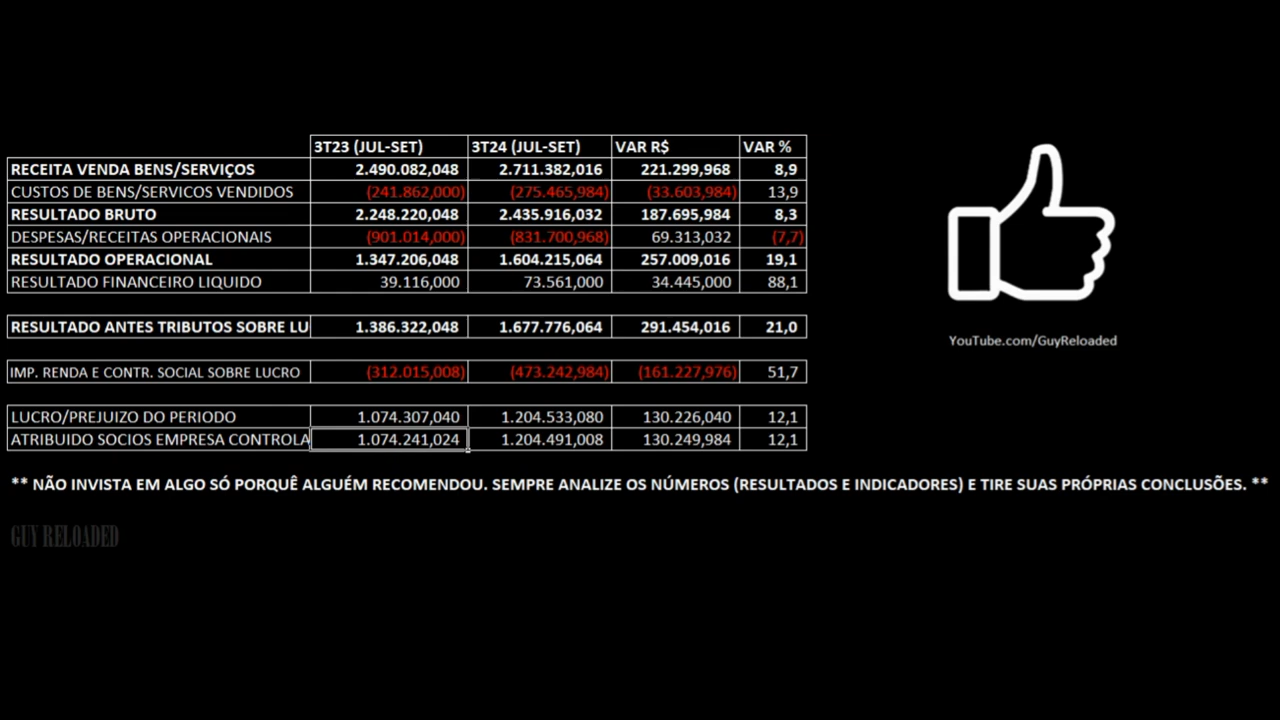 3T23 (JUL-SET) 3T24 (JUL-SET) VAR R$ VAR %
RECEITA VENDA BENS/SERVIÇOS 2.490.082,048 2.711.382,016 221.299,968 8,9
CUSTOS DE BENS/SERVICOS VENDIDOS (241.862,000) (275.465,984) (33.603,984) 13,9
RESULTADO BRUTO 2.248.220,048 2.435.916,032 187.695,984 8,3
DESPESAS/RECEITAS OPERACIONAIS (901.014,000) (831.700,968) 69.313,032 (7,7)
RESULTADO OPERACIONAL 1.347.206,048 1.604.215,064 257.009,016 19,1
RESULTADO FINANCEIRO LIQUIDO 39.116,000 73.561,000 34.445,000 88,1
RESULTADO ANTES TRIBUTOS SOBRE LU 1.386.322,048 1.677.776,064 291.454,016 21,0
IMP. RENDA E CONTR. SOCIAL SOBRE LUCRO (312.015,008) (473.242,984) (161.227,976) 51,7
LUCRO/PREJUIZO DO PERIODO 1.074.307,040 1.204.533,080 130.226,040 12,1
ATRIBUIDO SOCIOS EMPRESA CONTROLA 1.074.241,024 1.204.491,008 130.249,984 12,1
YouTube.com/GuyReloaded
** NÃO INVISTA EM ALGO SÓ PORQUÊ ALGUÉM RECOMENDOU. SEMPRE ANALIZE OS NÚMEROS (RESULTADOS E INDICADORES) E TIRE SUAS PRÓPRIAS CONCLUSÕES. **
GUY RELOADED